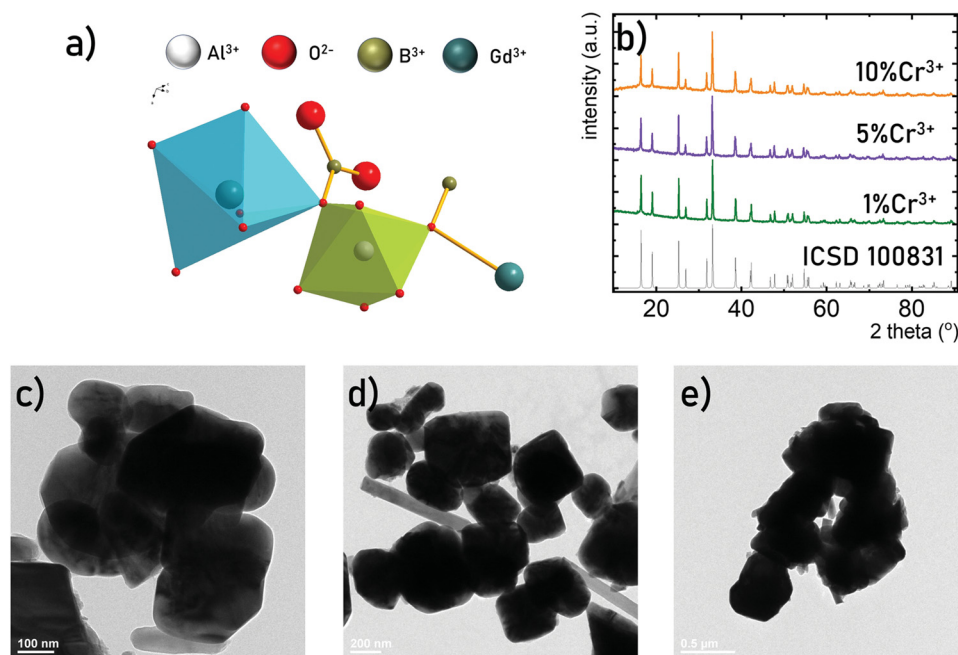 a)
Al³⁺ O²⁻ B³⁺ Gd³⁺
b)
intensity (a.u.)
10%Cr³⁺
5%Cr³⁺
1%Cr³⁺
ICSD 100831
20 40 60 80
2 theta (°)
c)
100 nm
d)
200 nm
e)
0.5 µm